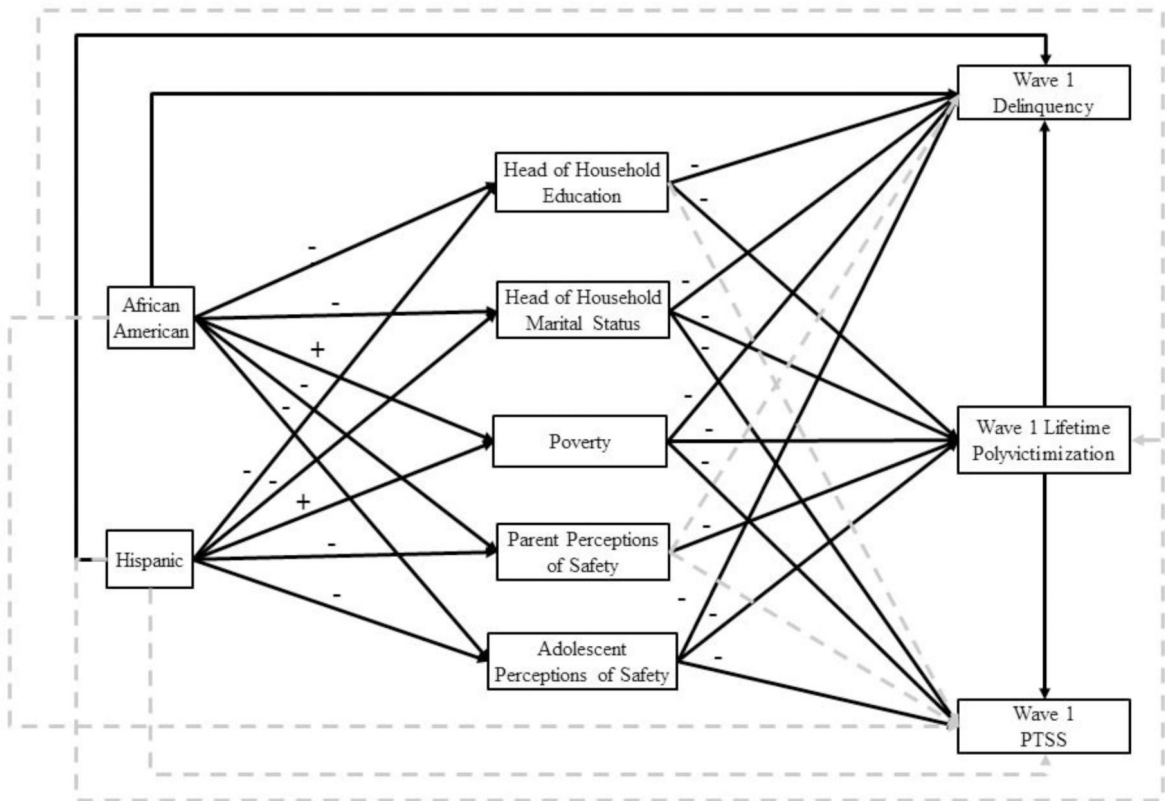 Wave 1
Delinquency
Head of Household
Education
-
-
-
African
American
-
Head of Household
Marital Status
-
-
-
+
-
-
-
Poverty
-
-
Wave 1 Lifetime
Polyvictimization
-
-
+
-
Hispanic
Parent Perceptions
of Safety
-
-
-
-
-
Adolescent
Perceptions of Safety
Wave 1
PTSS